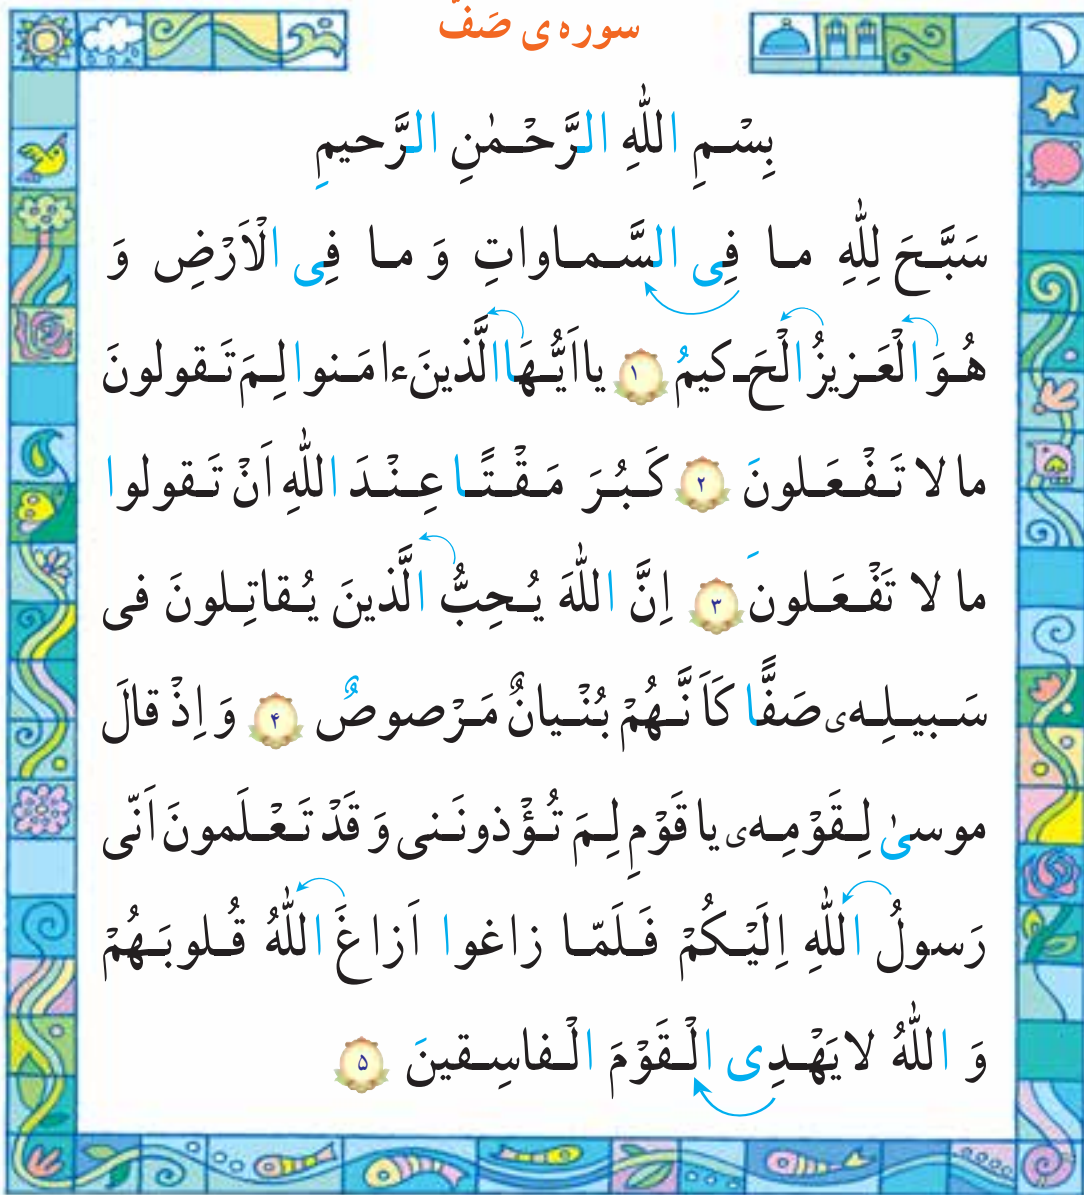 سوره‌ی صَفّ
بِسْمِ اللّٰهِ الرَّحْمٰنِ الرَّحیمِ
سَبَّحَ لِلّٰهِ ما فِی السَّماواتِ وَ ما فِی الْاَرْضِ وَ
هُوَ الْعَزیزُ الْحَکیمُ ۱ یا اَیُّهَا الَّذینَ ءامَنوا لِمَ تَقولونَ
ما لا تَفْعَلونَ ۲ کَبُرَ مَقْتًا عِنْدَ اللّٰهِ اَنْ تَقولوا
ما لا تَفْعَلونَ ۳ اِنَّ اللّٰهَ یُحِبُّ الَّذینَ یُقاتِلونَ فی
سَبیلِه‌ی صَفًّا کَاَنَّهُمْ بُنْیانٌ مَرْصوصٌ ۴ وَ اِذْ قالَ
موسیٰ لِقَوْمِه‌ی یا قَوْمِ لِمَ تُؤْذونَنی وَ قَدْ تَعْلَمونَ اَنّی
رَسولُ اللّٰهِ اِلَیْکُمْ فَلَمّا زاغوا اَزاغَ اللّٰهُ قُلوبَهُمْ
وَ اللّٰهُ لا یَهْدِی الْقَوْمَ الْفاسِقینَ ۵